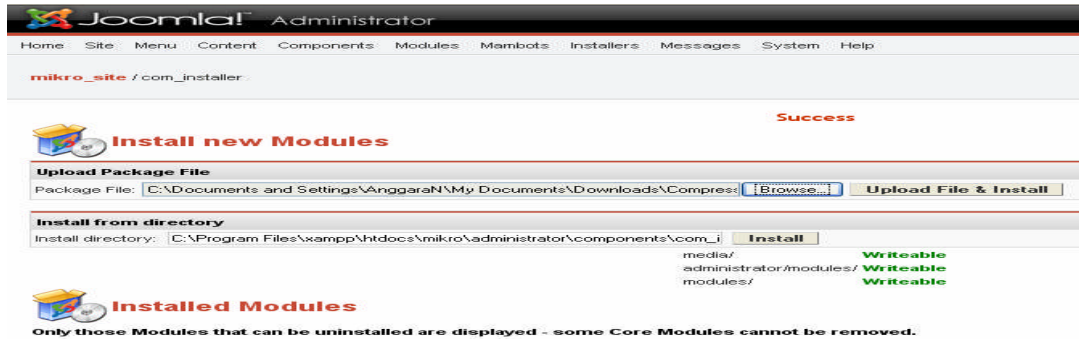 Joomla! Administrator
Home Site Menu Content Components Modules Mambots Installers Messages System Help
mikro_site / com_installer
Success
Install new Modules
Upload Package File
Package File: C:\Documents and Settings\AnggaraN\My Documents\Downloads\Compress Browse... Upload File & Install
Install from directory
Install directory: C:\Program Files\xampp\htdocs\mikro\administrator\components\com_i Install
media/ Writeable
administrator/modules/ Writeable
modules/ Writeable
Installed Modules
Only those Modules that can be uninstalled are displayed - some Core Modules cannot be removed.